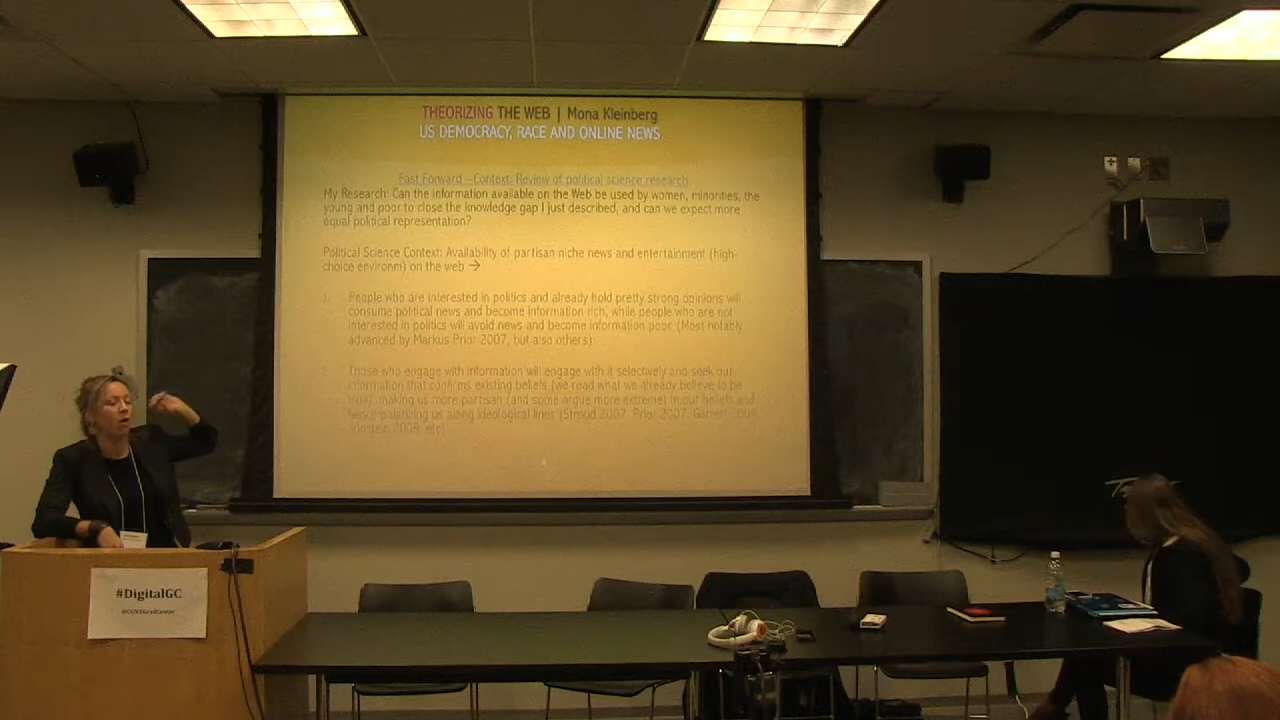 THEORIZING THE WEB | Mona Kleinberg
US DEMOCRACY, RACE AND ONLINE NEWS
Fast Forward – Context: Review of political science research
My Research: Can the information available on the Web be used by women, minorities, the
young and poor to close the knowledge gap I just described, and can we expect more
equal political representation?
Political Science Context: Availability of partisan niche news and entertainment (high-
choice environm) on the web →
1. People who are interested in politics and already hold pretty strong opinions will
consume political news and become information rich, while people who are not
interested in politics will avoid news and become information poor. (Most notably
advanced by Markus Prior 2007, but also others)
2. Those who engage with information will engage with it selectively and seek out
information that confirms existing beliefs (we read what we already believe to be
true), making us more partisan (and some argue more extreme) in our beliefs and
hence polarizing us along ideological lines (Stroud 2007, Prior 2007, Garrett 2009,
2009, etc)
#DigitalGC
@CUNYGradCenter